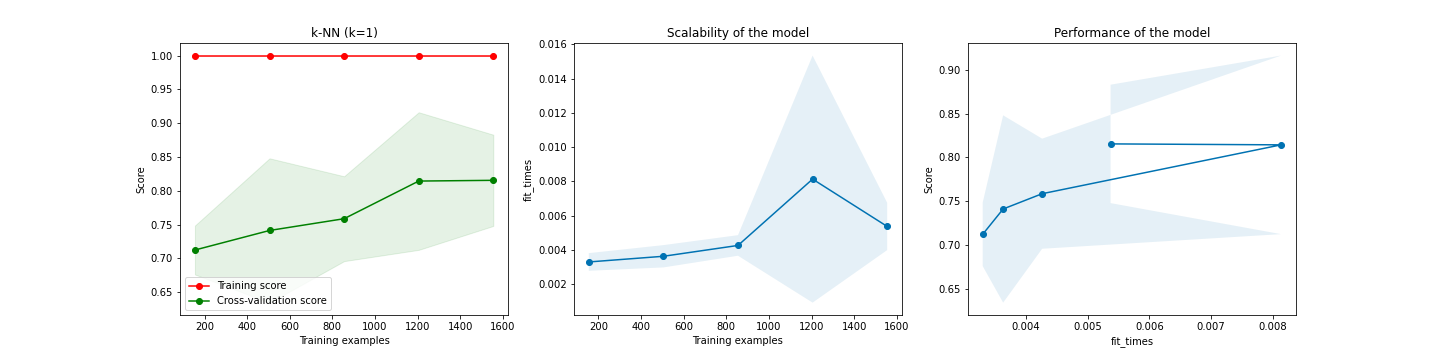 k-NN (k=1)
1.00
0.95
0.90
0.85
0.80
0.75
0.70
0.65
Score
Training score
Cross-validation score
200 400 600 800 1000 1200 1400 1600
Training examples
Scalability of the model
0.016
0.014
0.012
0.010
0.008
0.006
0.004
0.002
fit_times
200 400 600 800 1000 1200 1400 1600
Training examples
Performance of the model
0.90
0.85
0.80
0.75
0.70
0.65
Score
0.004 0.005 0.006 0.007 0.008
fit_times